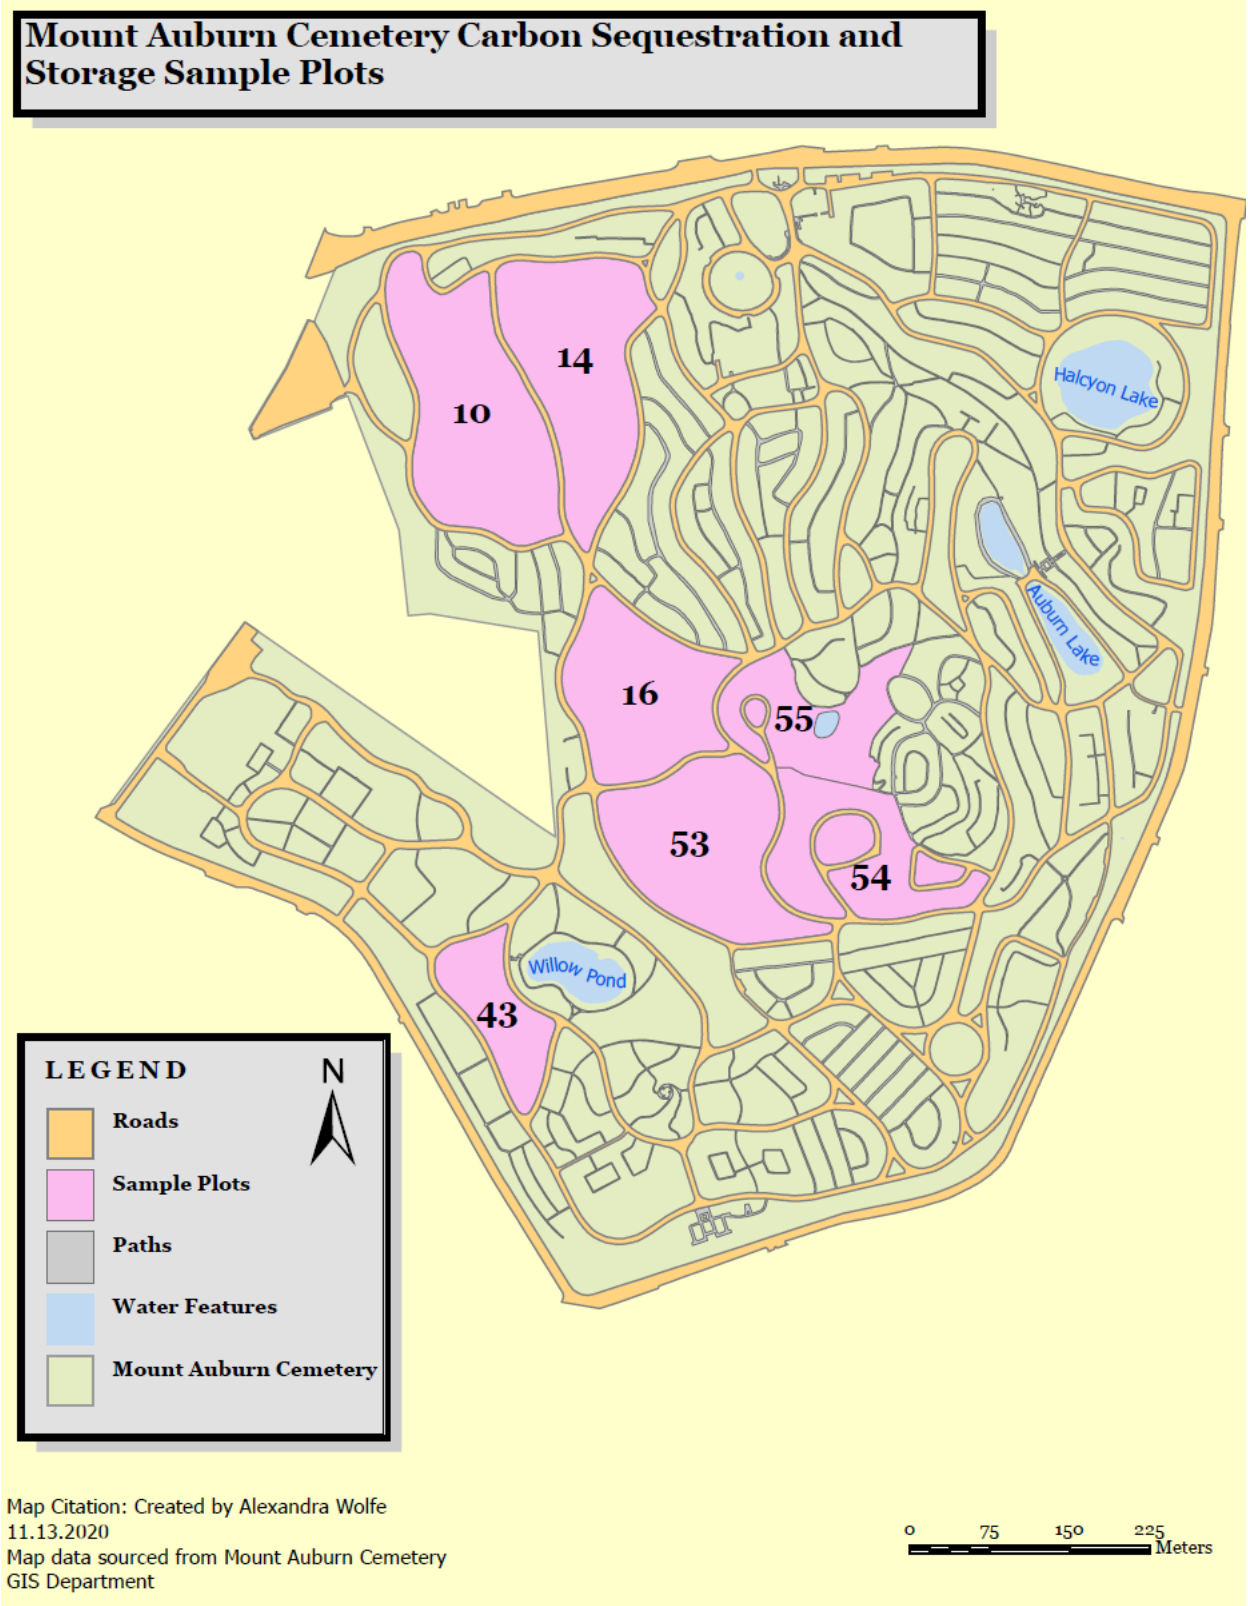 Mount Auburn Cemetery Carbon Sequestration and
Storage Sample Plots
14
10
Halcyon Lake
Auburn Lake
16
55
53
54
Willow Pond
43
LEGEND
N
Roads
Sample Plots
Paths
Water Features
Mount Auburn Cemetery
Map Citation: Created by Alexandra Wolfe
11.13.2020
Map data sourced from Mount Auburn Cemetery
GIS Department
0 75 150 225
Meters